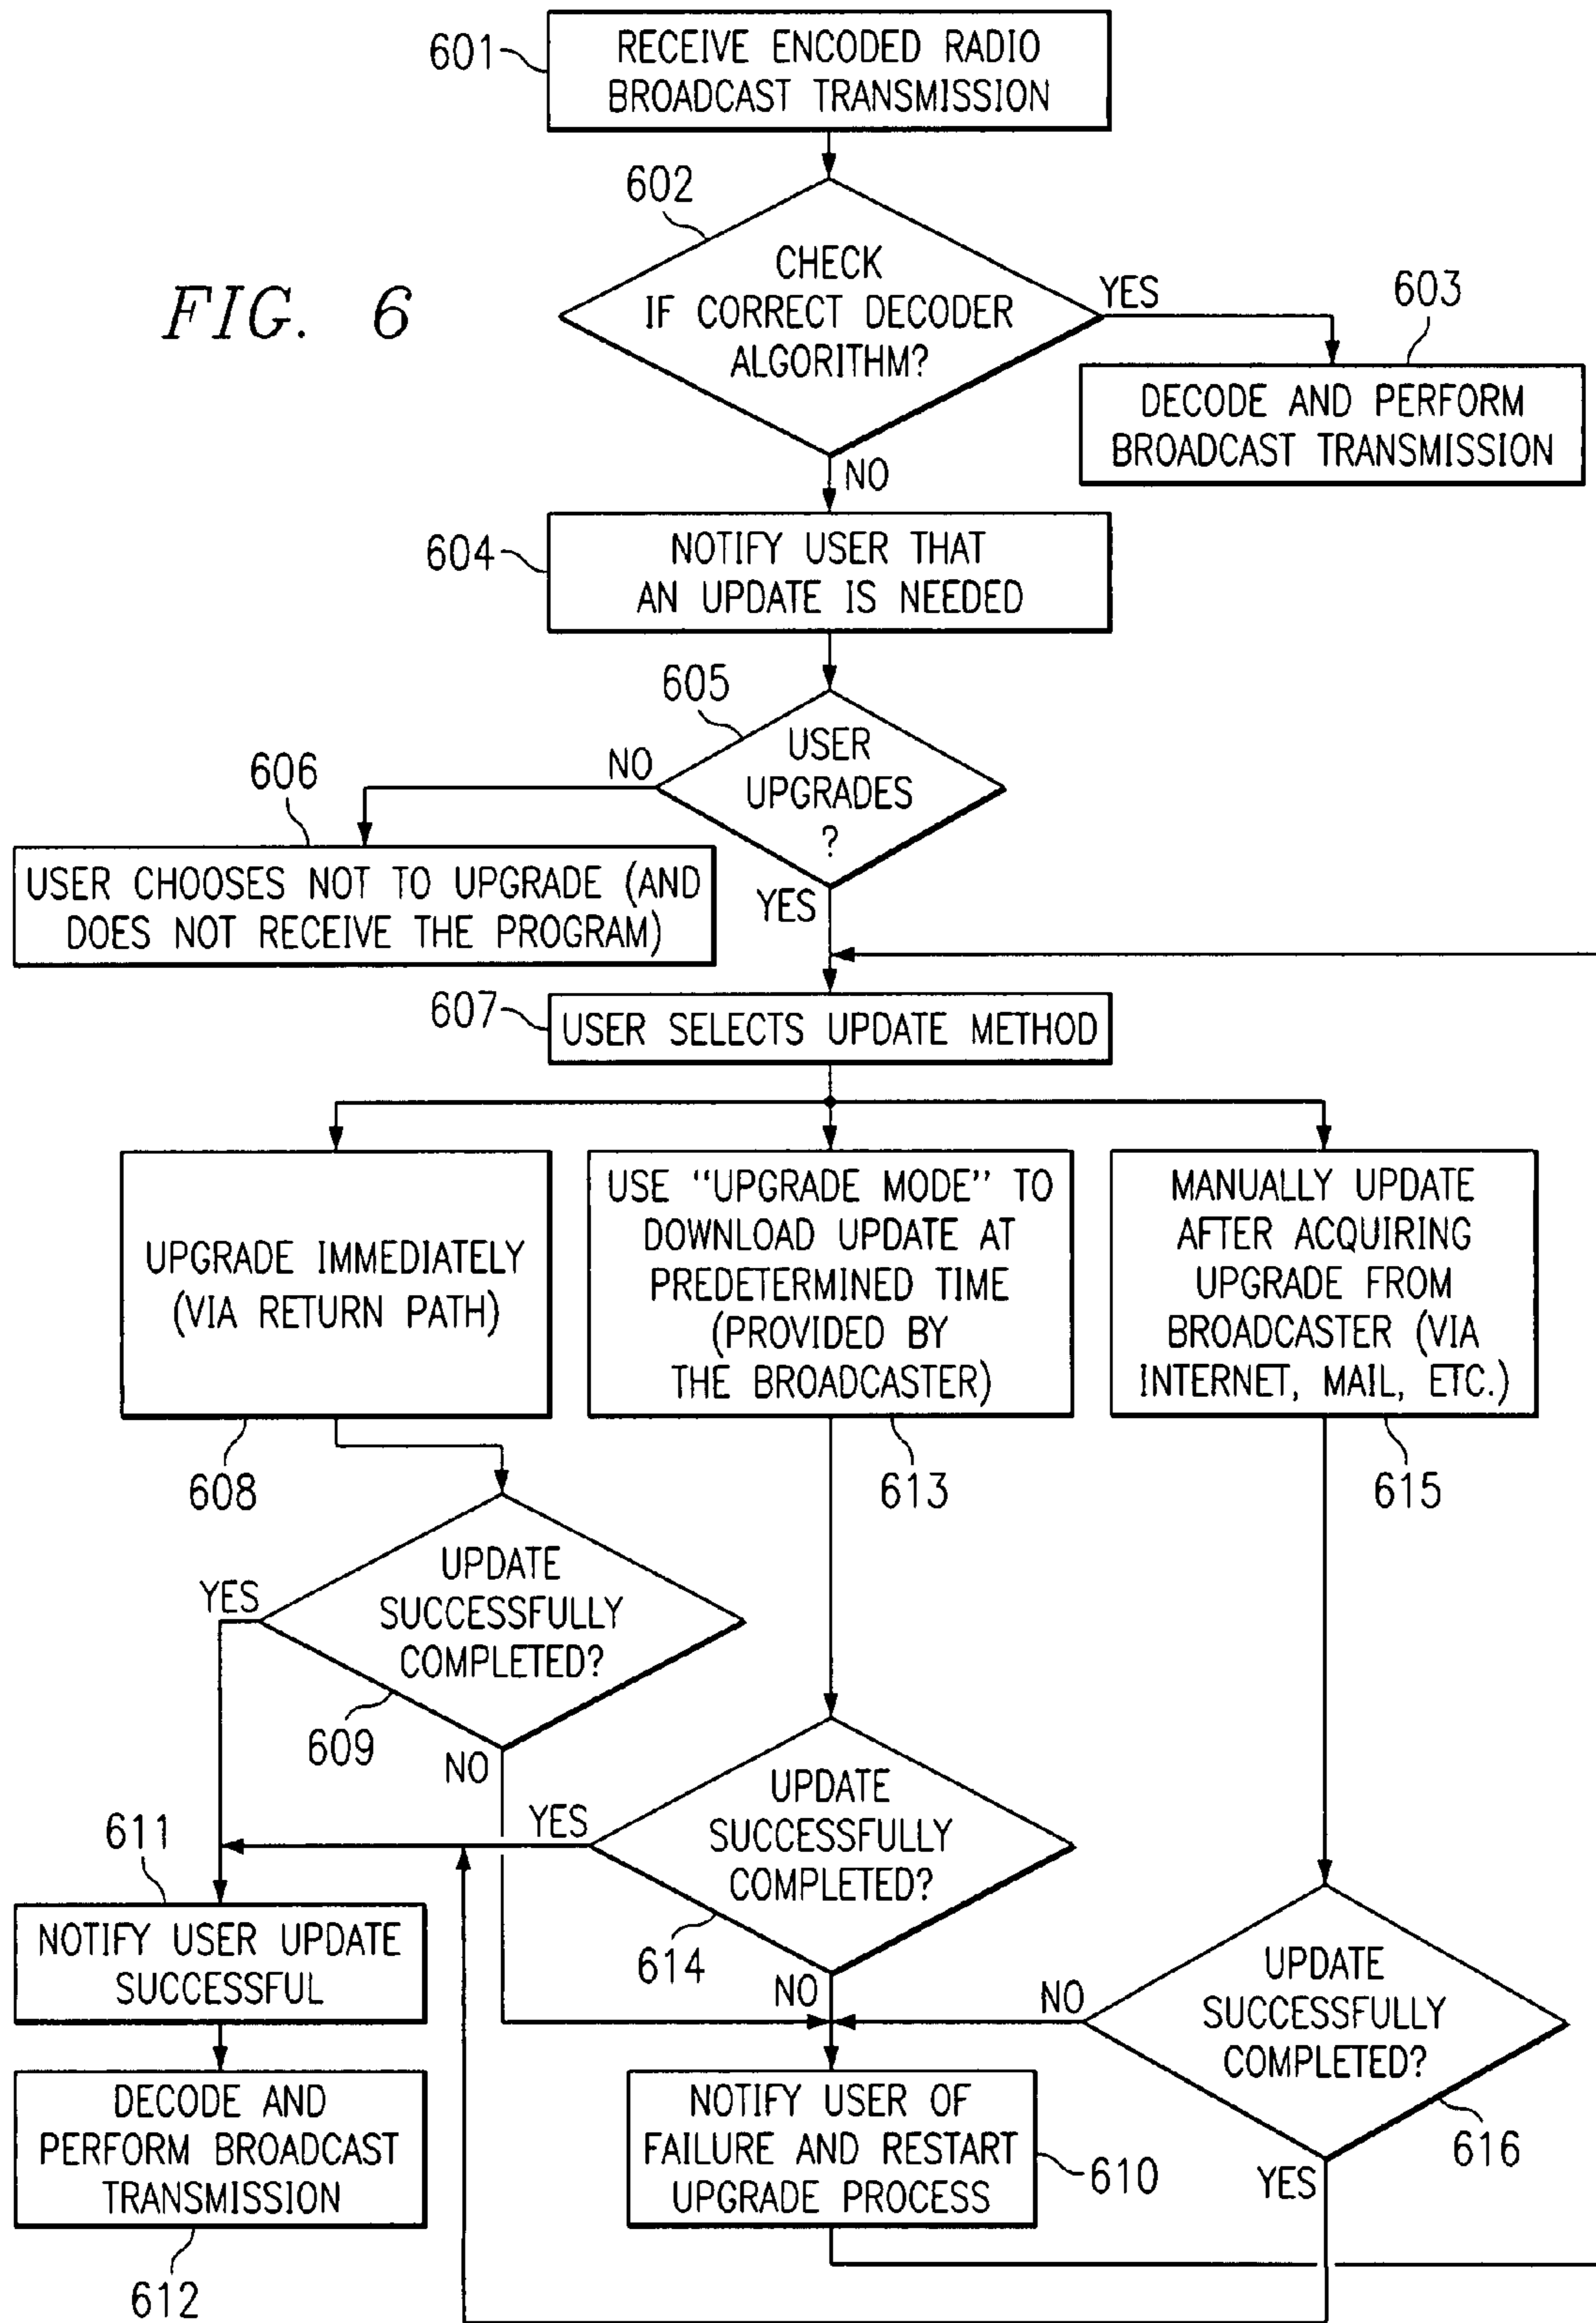 601
RECEIVE ENCODED RADIO
BROADCAST TRANSMISSION
602
CHECK
IF CORRECT DECODER
ALGORITHM?
YES
603
FIG. 6
DECODE AND PERFORM
BROADCAST TRANSMISSION
NO
604
NOTIFY USER THAT
AN UPDATE IS NEEDED
605
USER
UPGRADES
?
NO
606
USER CHOOSES NOT TO UPGRADE (AND
DOES NOT RECEIVE THE PROGRAM)
YES
607
USER SELECTS UPDATE METHOD
UPGRADE IMMEDIATELY
(VIA RETURN PATH)
608
USE "UPGRADE MODE" TO
DOWNLOAD UPDATE AT
PREDETERMINED TIME
(PROVIDED BY
THE BROADCASTER)
613
MANUALLY UPDATE
AFTER ACQUIRING
UPGRADE FROM
BROADCASTER (VIA
INTERNET, MAIL, ETC.)
615
YES
UPDATE
SUCCESSFULLY
COMPLETED?
609
NO
YES
UPDATE
SUCCESSFULLY
COMPLETED?
614
NO
611
NOTIFY USER UPDATE
SUCCESSFUL
NO
UPDATE
SUCCESSFULLY
COMPLETED?
616
YES
DECODE AND
PERFORM BROADCAST
TRANSMISSION
612
NOTIFY USER OF
FAILURE AND RESTART
UPGRADE PROCESS
610